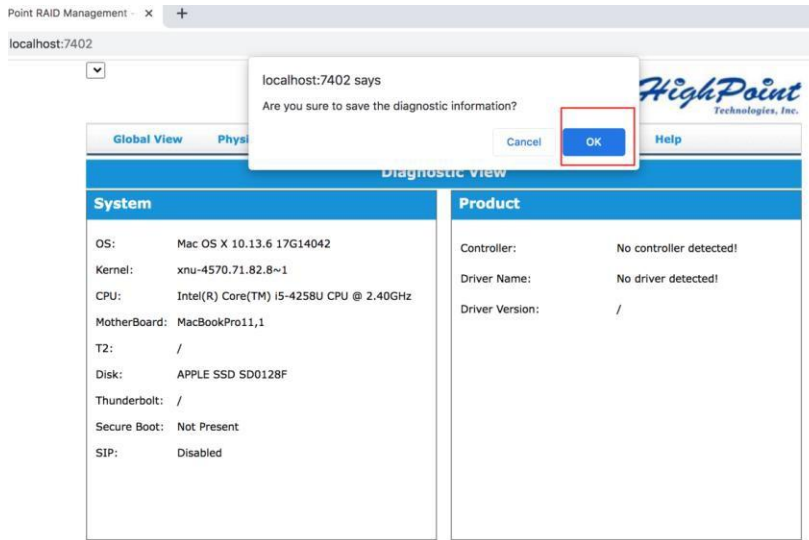 Point RAID Management -
localhost:7402
localhost:7402 says
Are you sure to save the diagnostic information?
Cancel
OK
HighPoint
Technologies, Inc.
Global View
Physi
Help
Diagnostic View
System
OS: Mac OS X 10.13.6 17G14042
Kernel: xnu-4570.71.82.8~1
CPU: Intel(R) Core(TM) i5-4258U CPU @ 2.40GHz
MotherBoard: MacBookPro11,1
T2: /
Disk: APPLE SSD SD0128F
Thunderbolt: /
Secure Boot: Not Present
SIP: Disabled
Product
Controller: No controller detected!
Driver Name: No driver detected!
Driver Version: /